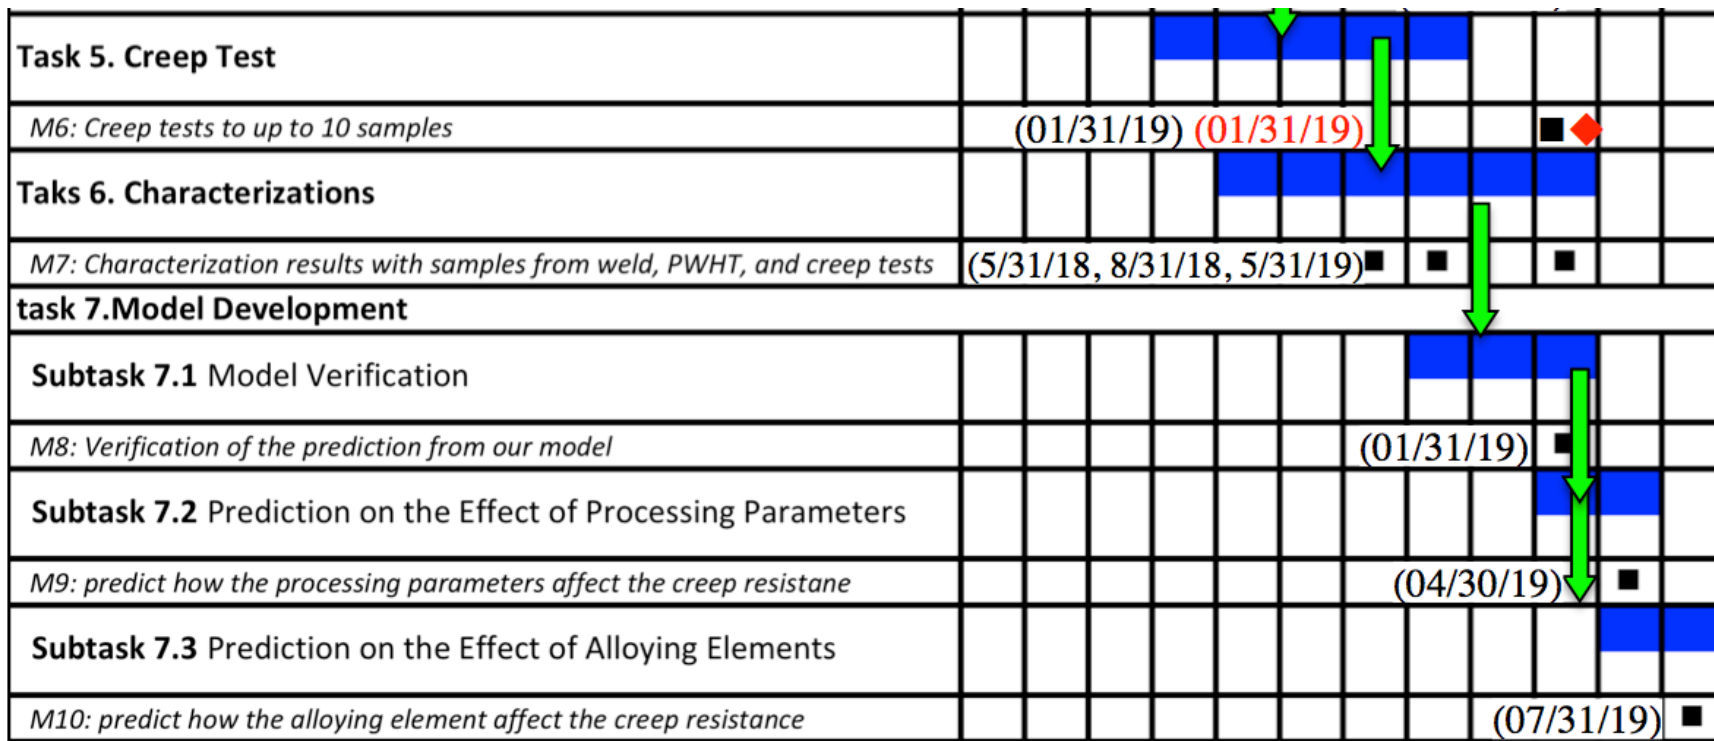 Task 5. Creep Test
M6: Creep tests to up to 10 samples (01/31/19) (01/31/19)
Taks 6. Characterizations
M7: Characterization results with samples from weld, PWHT, and creep tests (5/31/18, 8/31/18, 5/31/19)
task 7.Model Development
Subtask 7.1 Model Verification
M8: Verification of the prediction from our model (01/31/19)
Subtask 7.2 Prediction on the Effect of Processing Parameters
M9: predict how the processing parameters affect the creep resistane (04/30/19)
Subtask 7.3 Prediction on the Effect of Alloying Elements
M10: predict how the alloying element affect the creep resistance (07/31/19)